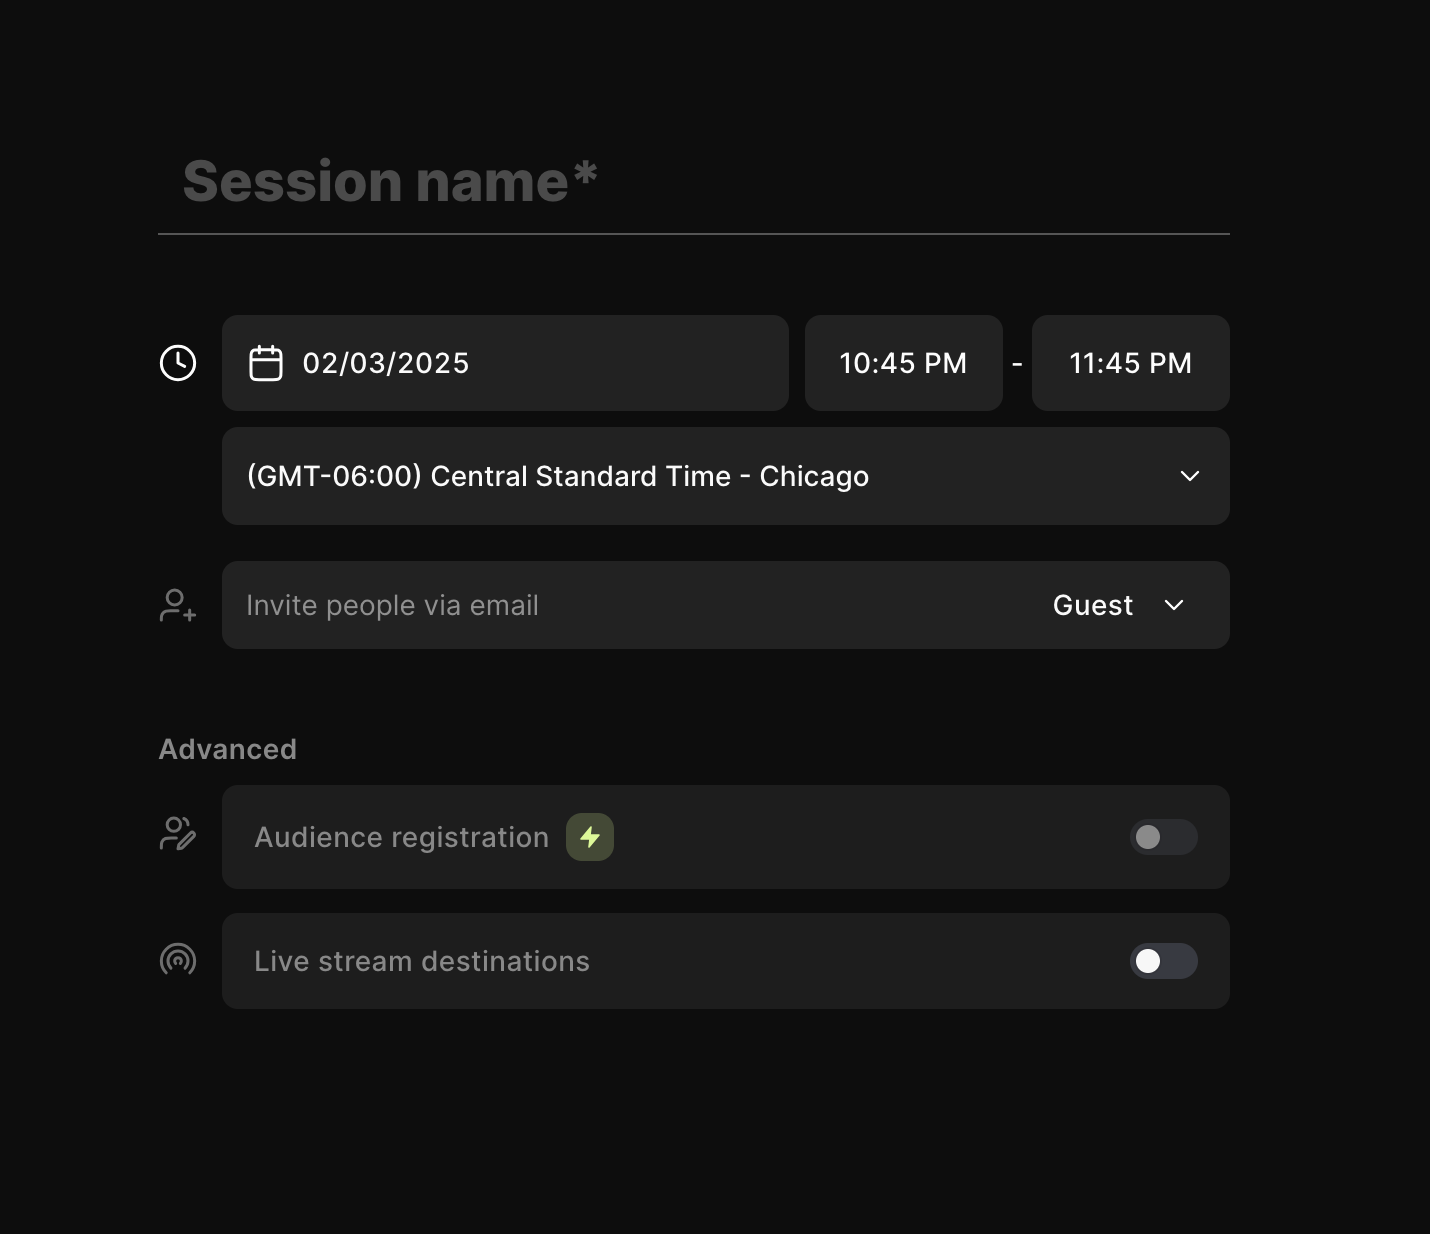 Session name*
02/03/2025 10:45 PM - 11:45 PM
(GMT-06:00) Central Standard Time - Chicago
Invite people via email Guest
Advanced
Audience registration
Live stream destinations